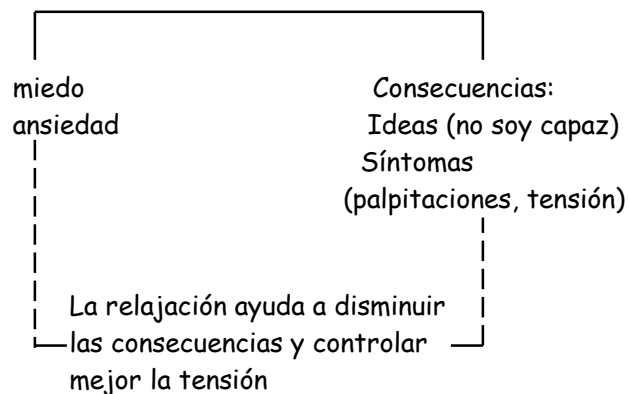 miedo
ansiedad
Consecuencias:
Ideas (no soy capaz)
Síntomas
(palpitaciones, tensión)
La relajación ayuda a disminuir
las consecuencias y controlar
mejor la tensión